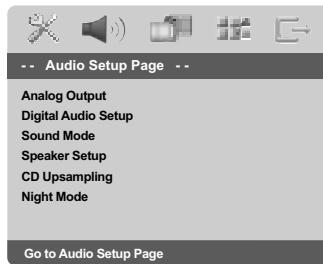 -- Audio Setup Page --
Analog Output
Digital Audio Setup
Sound Mode
Speaker Setup
CD Upsampling
Night Mode
Go to Audio Setup Page